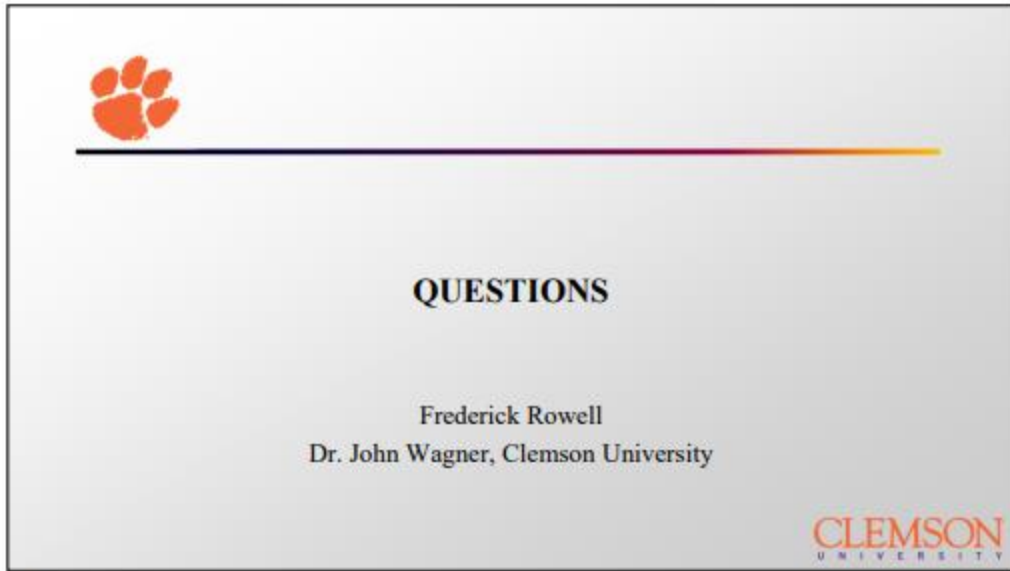 QUESTIONS
Frederick Rowell
Dr. John Wagner, Clemson University
CLEMSON
UNIVERSITY